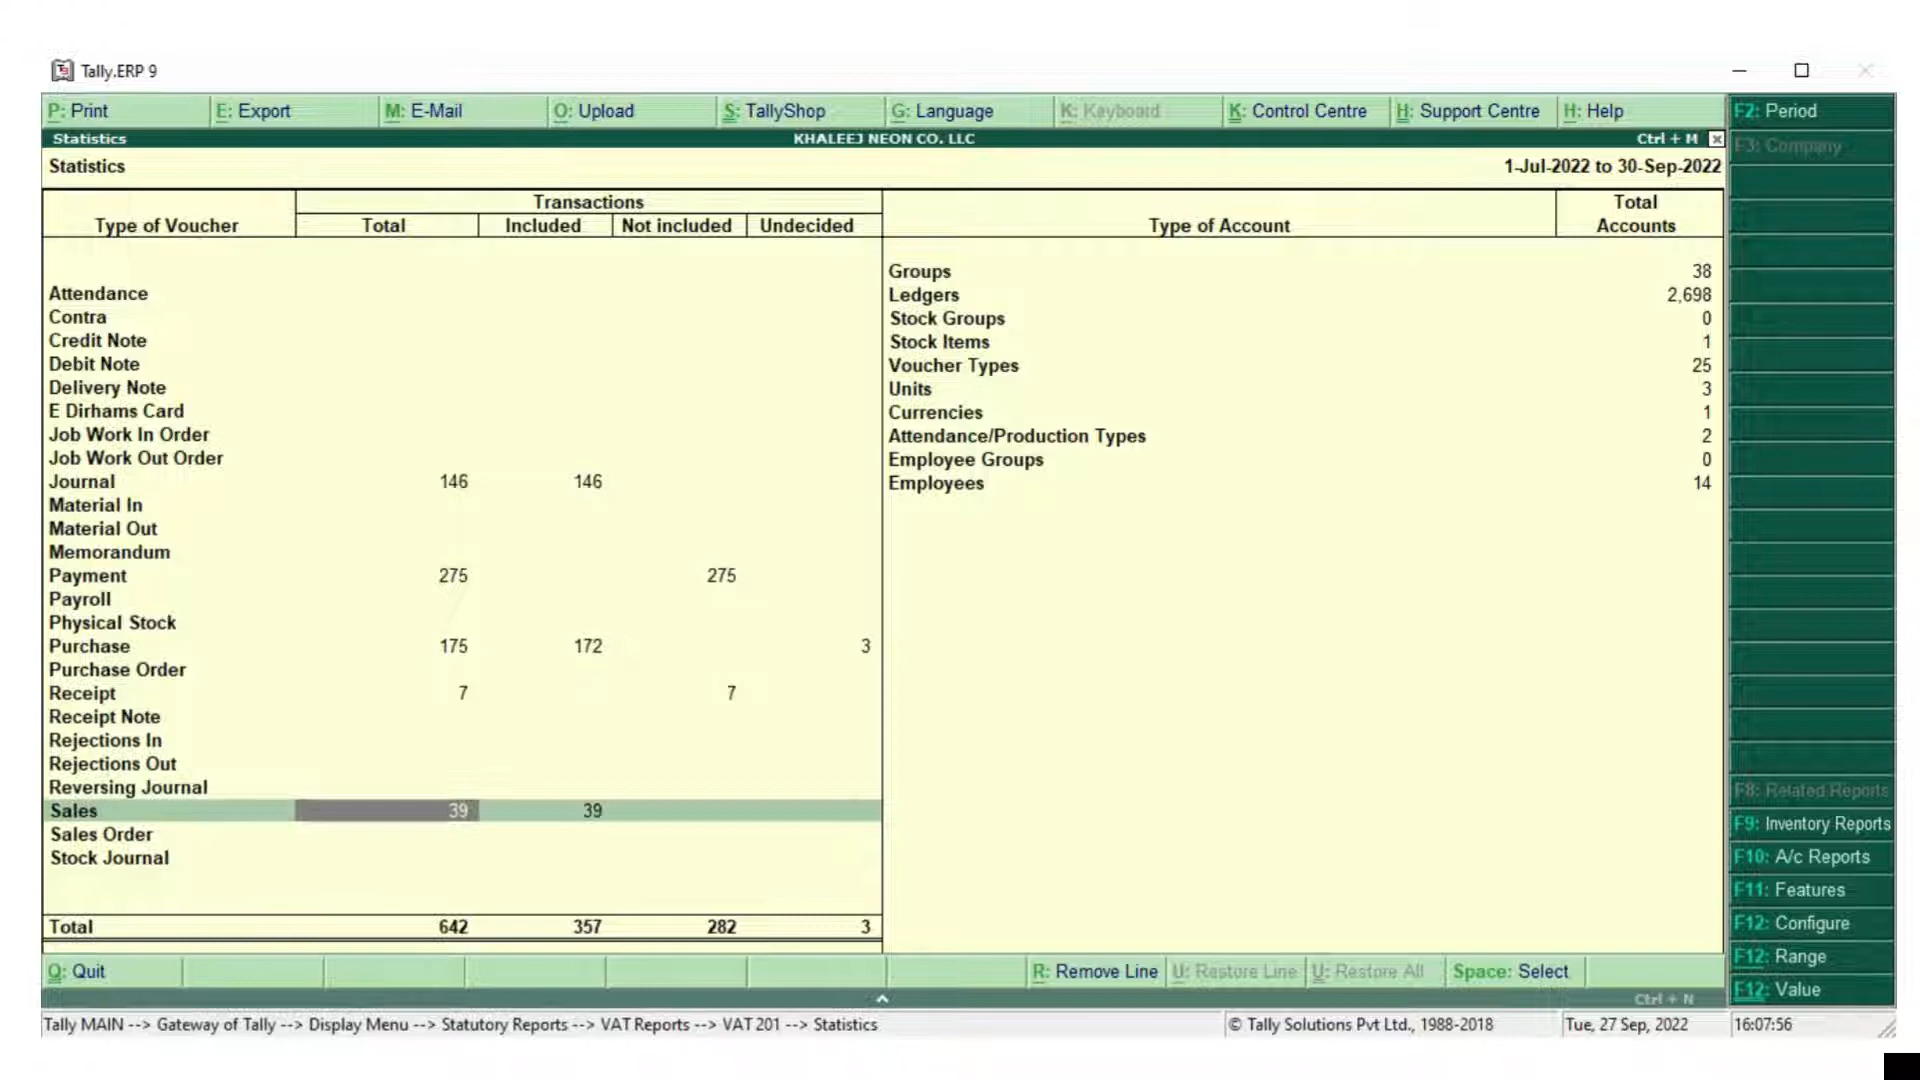 Tally.ERP 9
P: Print E: Export M: E-Mail O: Upload S: TallyShop G: Language K: Keyboard K: Control Centre H: Support Centre H: Help F2: Period
Statistics KHALEEJ NEON CO. LLC Ctrl + M F3: Company
Statistics 1-Jul-2022 to 30-Sep-2022
Transactions Total
Type of Voucher Total Included Not included Undecided Type of Account Accounts
Groups 38
Attendance Ledgers 2,698
Contra Stock Groups 0
Credit Note Stock Items 1
Debit Note Voucher Types 25
Delivery Note Units 3
E Dirhams Card Currencies 1
Job Work In Order Attendance/Production Types 2
Job Work Out Order Employee Groups 0
Journal 146 146 Employees 14
Material In
Material Out
Memorandum
Payment 275 275
Payroll
Physical Stock
Purchase 175 172 3
Purchase Order
Receipt 7 7
Receipt Note
Rejections In
Rejections Out
Reversing Journal F8: Related Reports
Sales 39 39 F9: Inventory Reports
Sales Order
Stock Journal F10: A/c Reports
F11: Features
Total 642 357 282 3 F12: Configure
F12: Range
Q: Quit R: Remove Line U: Restore Line U: Restore All Space: Select
F12: Value
Ctrl + N
Tally MAIN --> Gateway of Tally --> Display Menu --> Statutory Reports --> VAT Reports --> VAT 201 --> Statistics © Tally Solutions Pvt Ltd., 1988-2018 Tue, 27 Sep, 2022 16:07:56